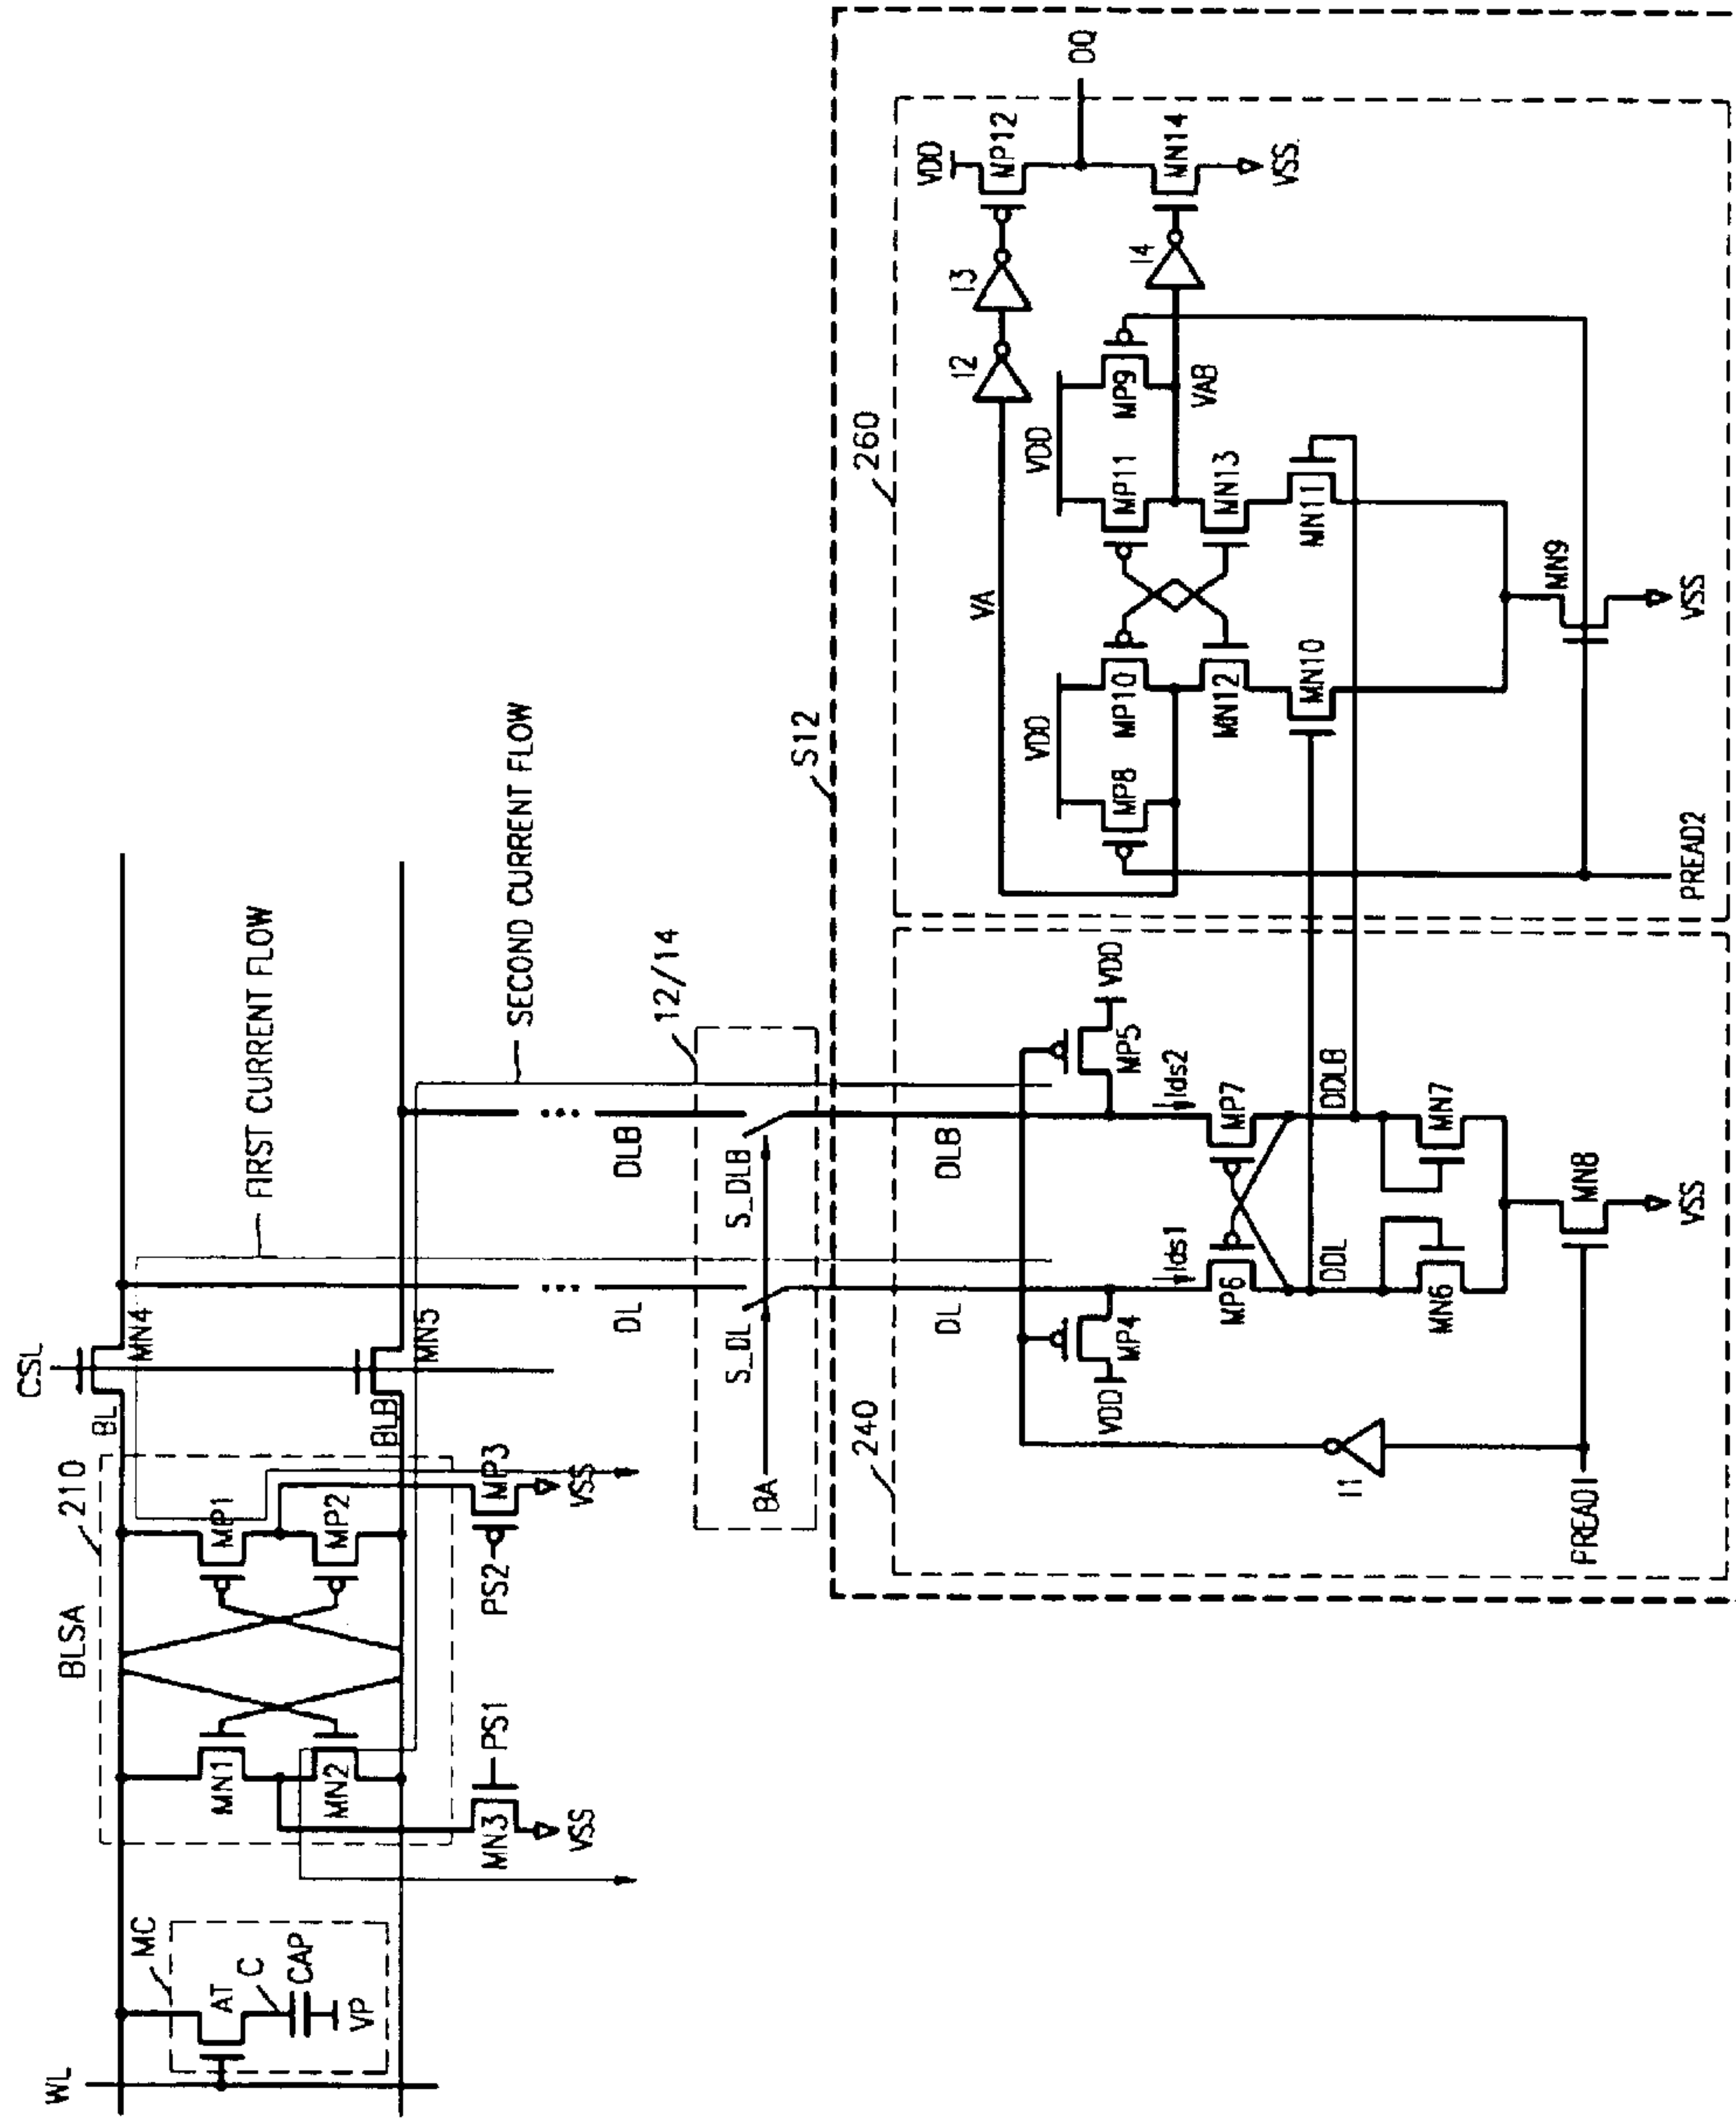 WL
MC
AT
C
CAP
VP
BLSA
210
MN1
MN2
MP1
MP2
MN3
PS1
VSS
PS2
MP3
VSS
BL
BLB
CSL
MN4
MN5
FIRST CURRENT FLOW
SECOND CURRENT FLOW
DL
DLB
12/14
BA
S_DL
S_DLB
S12
240
DL
DLB
VDD
MP4
MP5
VDD
I1
Ids1
Ids2
MP6
MP7
DDL
DDLB
MN6
MN7
MN8
PREAD1
VSS
260
VA
I2
I3
VDD
MP12
DQ
VDD
VDD
MP8
MP10
MP11
MP9
VAB
I4
MN14
VSS
MN12
MN13
MN10
MN11
MN9
PREAD2
VSS